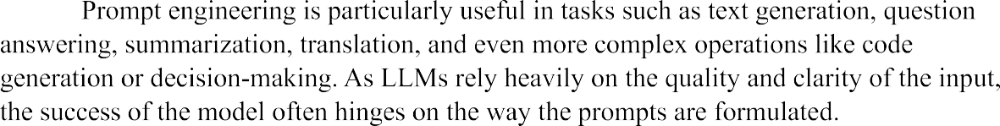 Prompt engineering is particularly useful in tasks such as text generation, question
answering, summarization, translation, and even more complex operations like code
generation or decision-making. As LLMs rely heavily on the quality and clarity of the input,
the success of the model often hinges on the way the prompts are formulated.